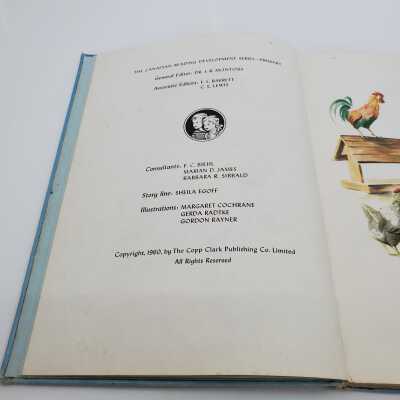 THE CANADIAN READING DEVELOPMENT SERIES—PRIMARY
General Editor: DR. J. R. McINTOSH
Associate Editors: F. L. BARRETT
C. E. LEWIS
Consultants: F. C. BIEHL
MARIAN D. JAMES
BARBARA R. SIRRALD
Story line: SHEILA EGOFF
Illustrations: MARGARET COCHRANE
GERDA RADTKE
GORDON RAYNER
Copyright, 1960, by The Copp Clark Publishing Co. Limited
All Rights Reserved